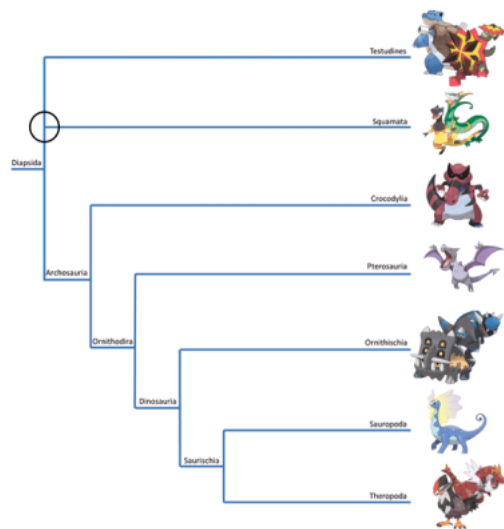 Testudines
Squamata
Diapsida
Crocodylia
Archosauria
Pterosauria
Ornithodira
Ornithischia
Dinosauria
Sauropoda
Saurischia
Theropoda